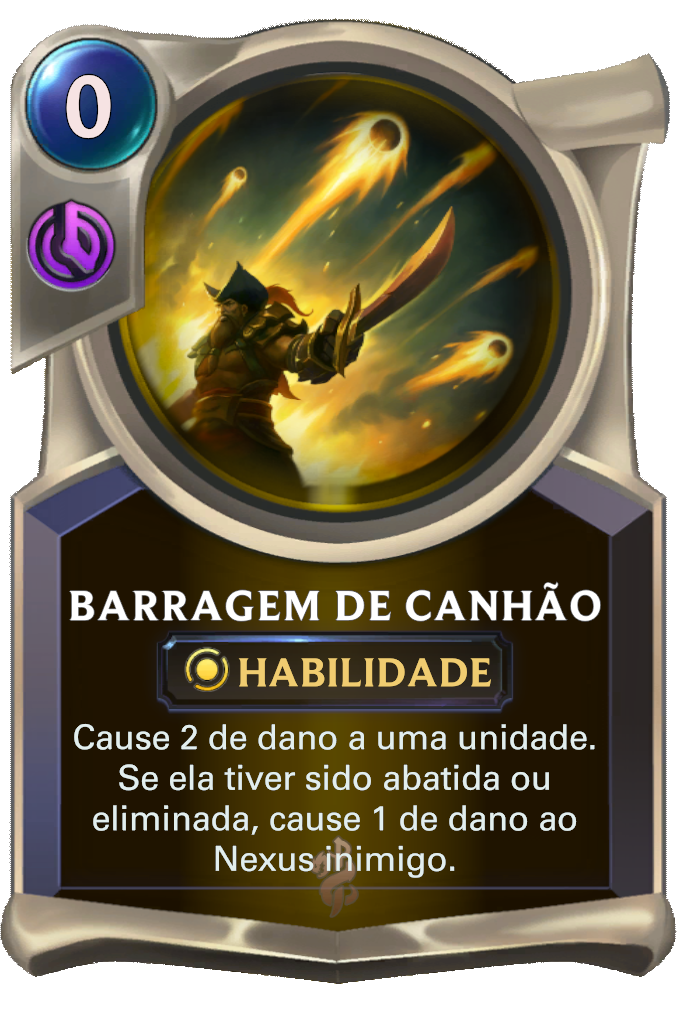 0
BARRAGEM DE CANHÃO
HABILIDADE
Cause 2 de dano a uma unidade.
Se ela tiver sido abatida ou
eliminada, cause 1 de dano ao
Nexus inimigo.